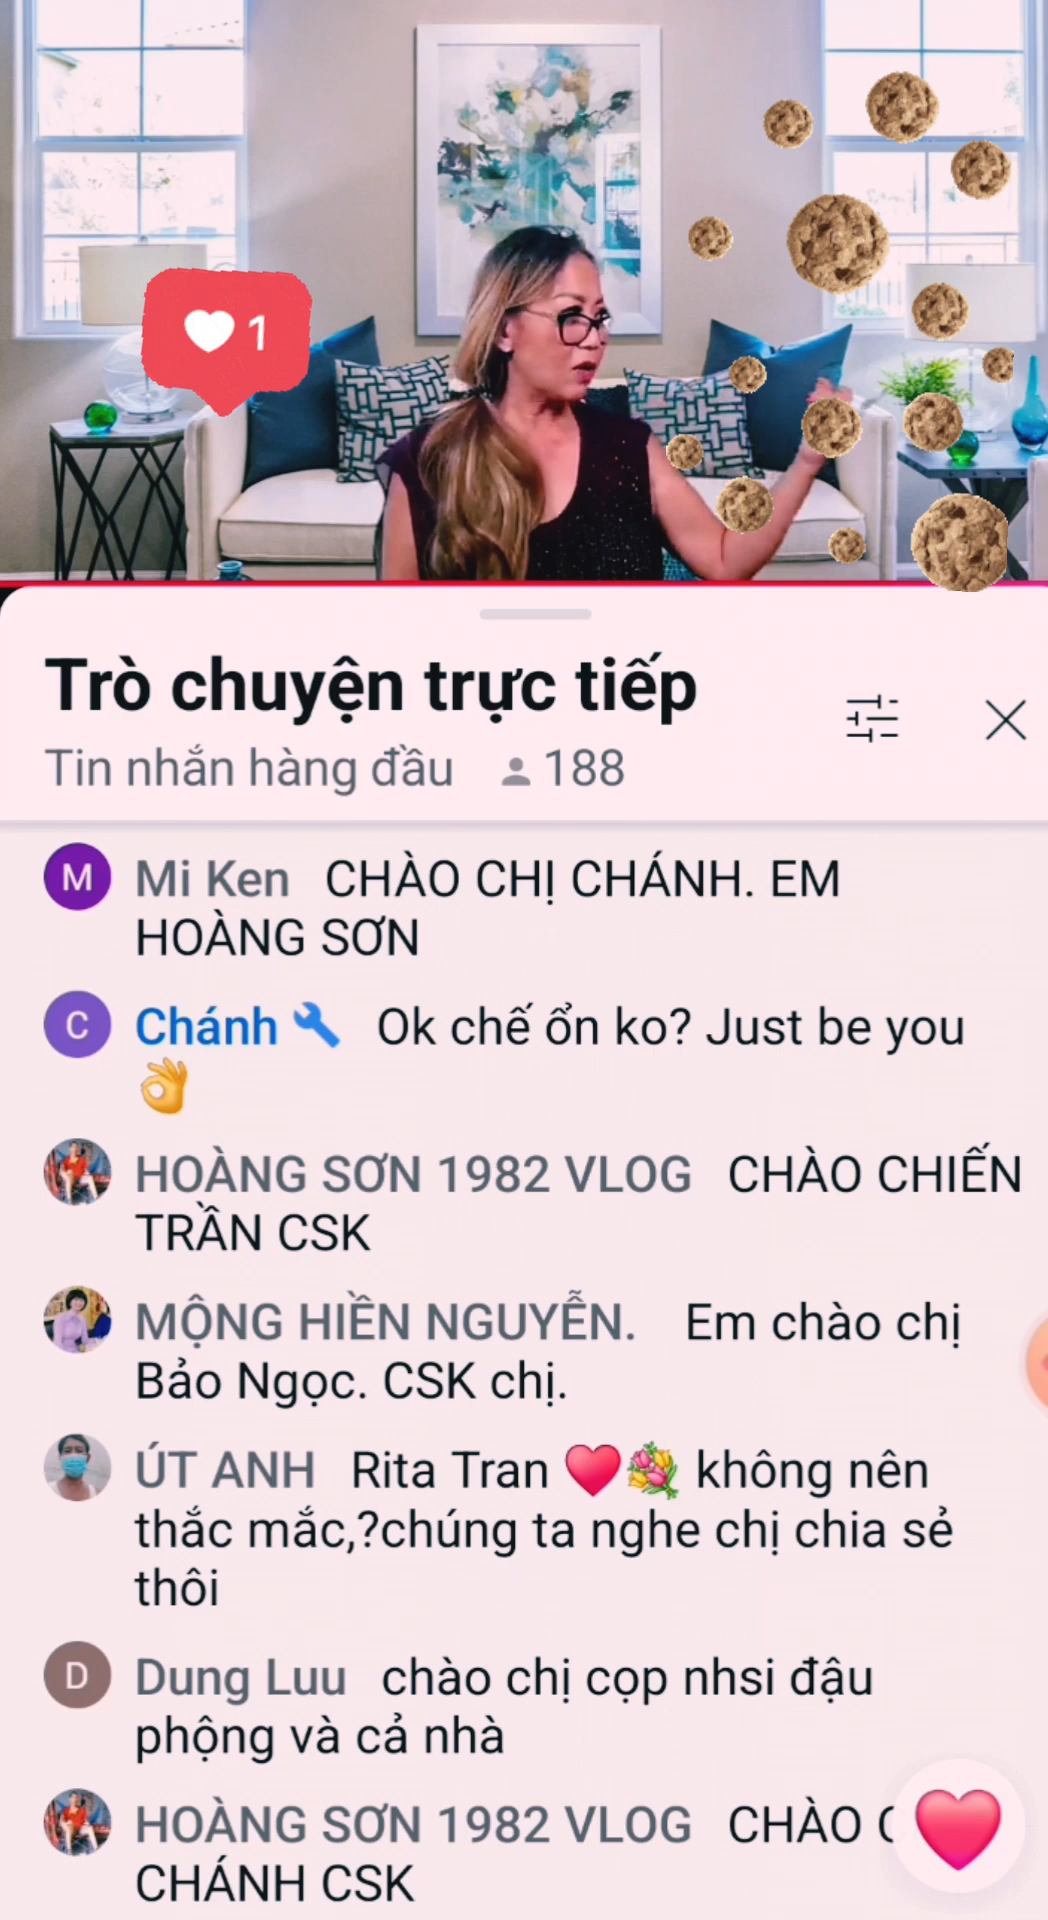 1
Trò chuyện trực tiếp
Tin nhắn hàng đầu 188
M Mi Ken CHÀO CHỊ CHÁNH. EM
HOÀNG SƠN
C Chánh Ok chế ổn ko? Just be you
HOÀNG SƠN 1982 VLOG CHÀO CHIẾN
TRẦN CSK
MỘNG HIỀN NGUYỄN. Em chào chị
Bảo Ngọc. CSK chị.
ÚT ANH Rita Tran không nên
thắc mắc,?chúng ta nghe chị chia sẻ
thôi
D Dung Luu chào chị cọp nhsi đậu
phộng và cả nhà
HOÀNG SƠN 1982 VLOG CHÀO
CHÁNH CSK